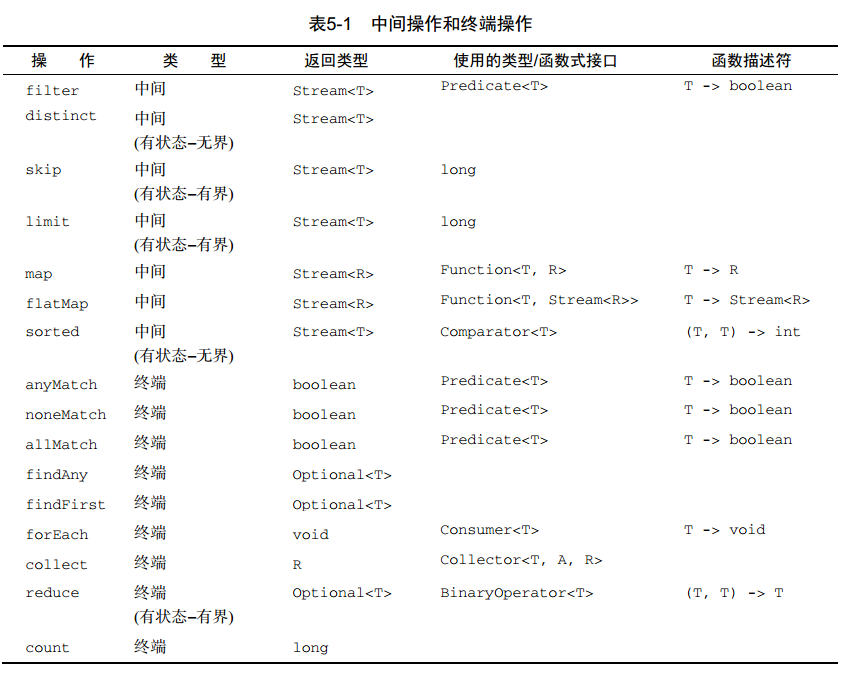 表5-1 中间操作和终端操作
操 作 类 型 返回类型 使用的类型/函数式接口 函数描述符
filter 中间 Stream<T> Predicate<T> T -> boolean
distinct 中间 Stream<T>
(有状态–无界)
skip 中间 Stream<T> long
(有状态–有界)
limit 中间 Stream<T> long
(有状态–有界)
map 中间 Stream<R> Function<T, R> T -> R
flatMap 中间 Stream<R> Function<T, Stream<R>> T -> Stream<R>
sorted 中间 Stream<T> Comparator<T> (T, T) -> int
(有状态–无界)
anyMatch 终端 boolean Predicate<T> T -> boolean
noneMatch 终端 boolean Predicate<T> T -> boolean
allMatch 终端 boolean Predicate<T> T -> boolean
findAny 终端 Optional<T>
findFirst 终端 Optional<T>
forEach 终端 void Consumer<T> T -> void
collect 终端 R Collector<T, A, R>
reduce 终端 Optional<T> BinaryOperator<T> (T, T) -> T
(有状态–有界)
count 终端 long